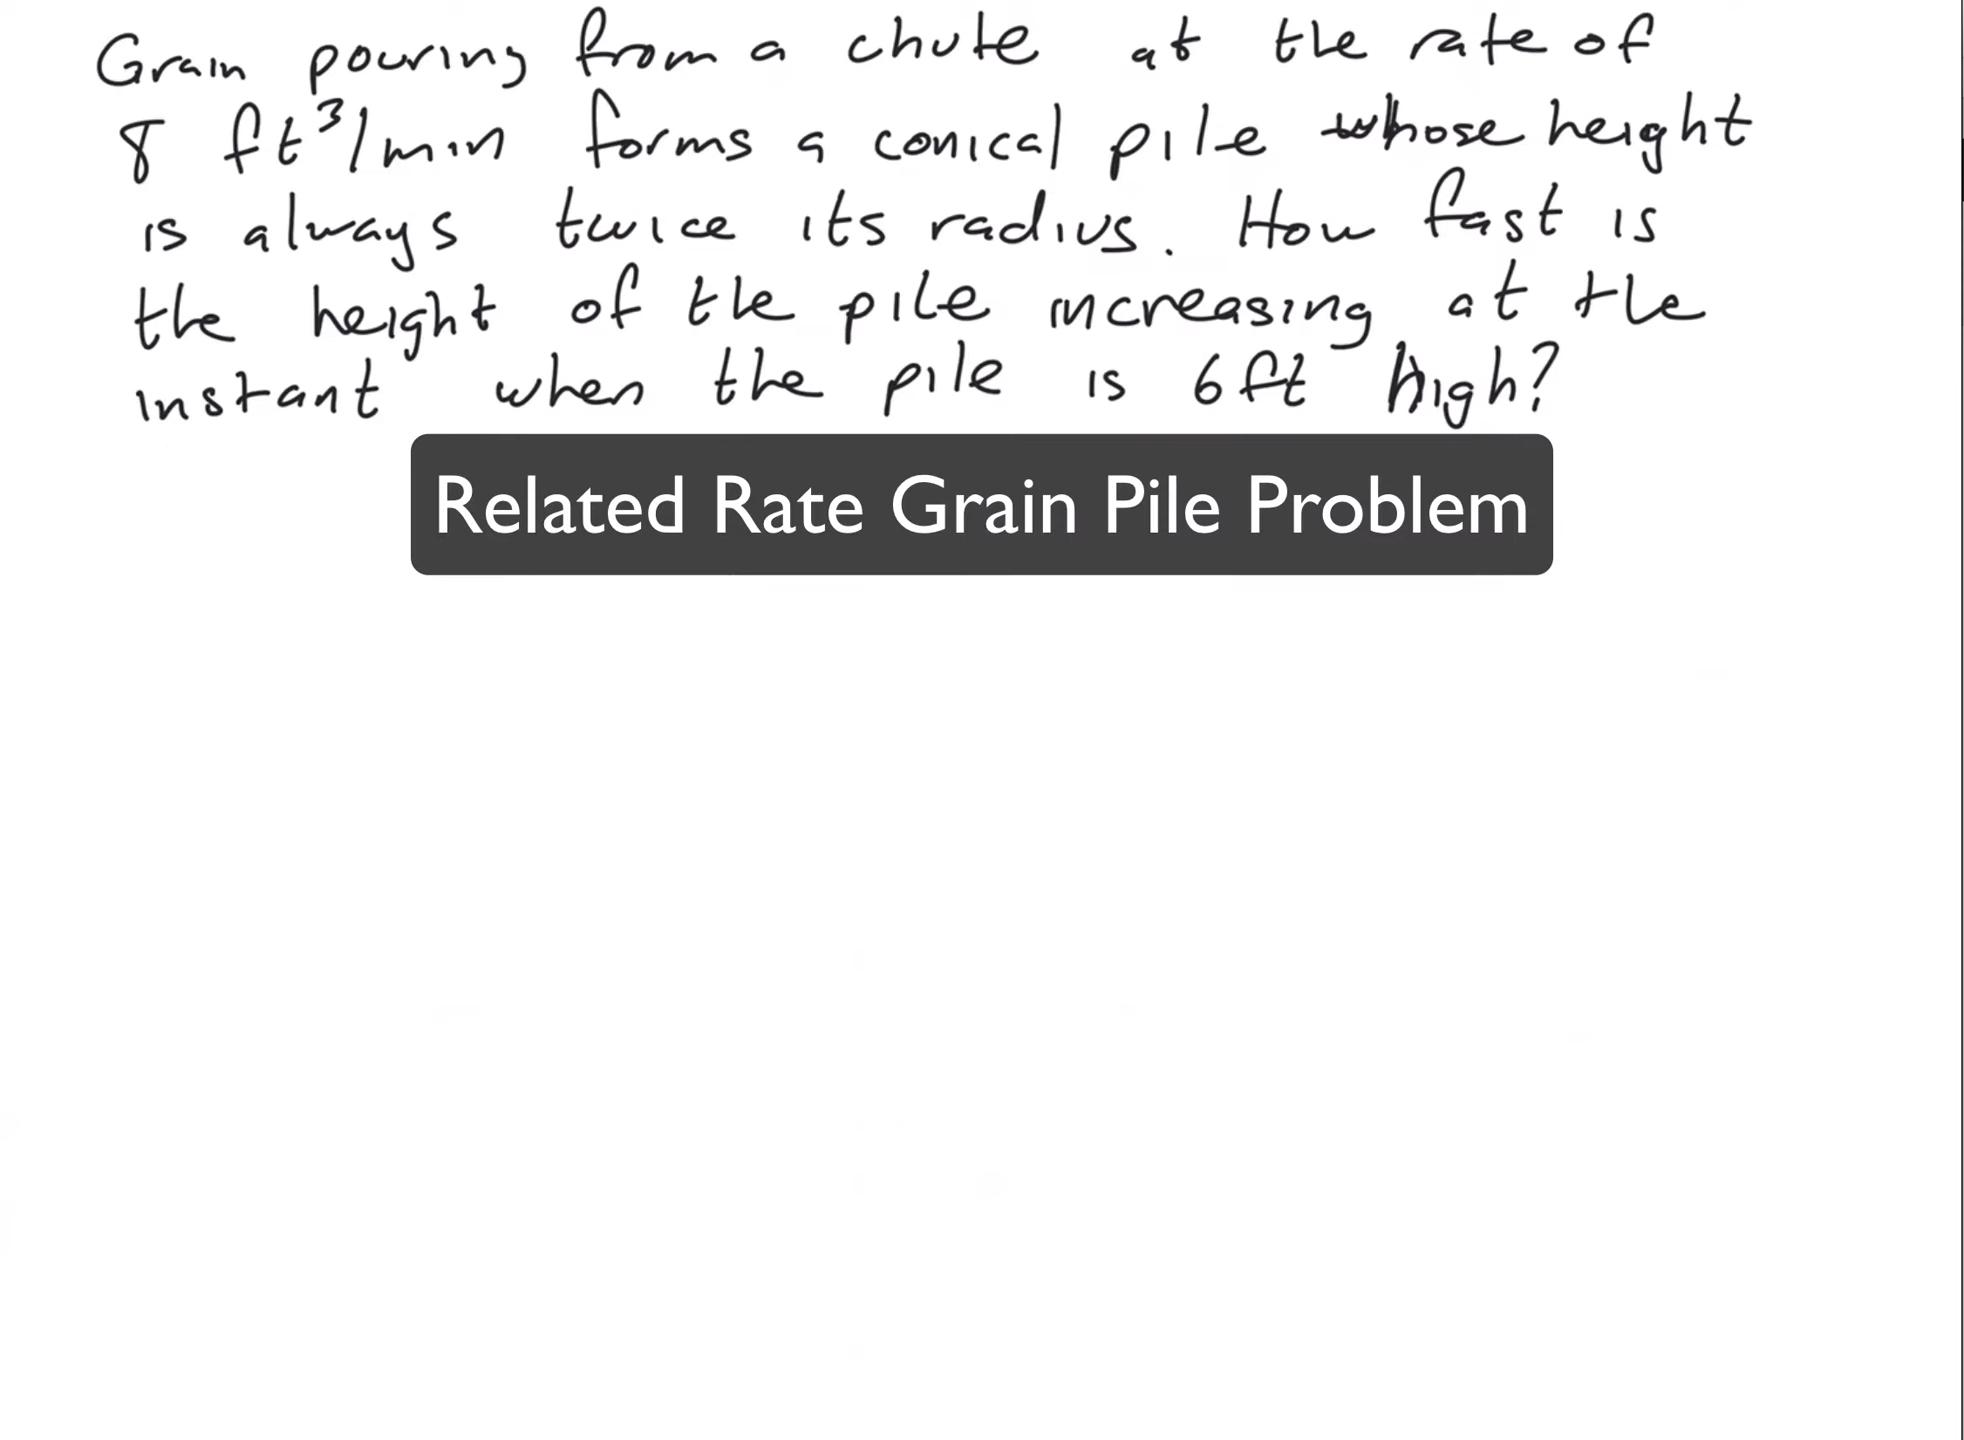 Grain pouring from a chute at the rate of
8 ft³/min forms a conical pile whose height
is always twice its radius. How fast is
the height of the pile increasing at the
instant when the pile is 6ft high?
Related Rate Grain Pile Problem